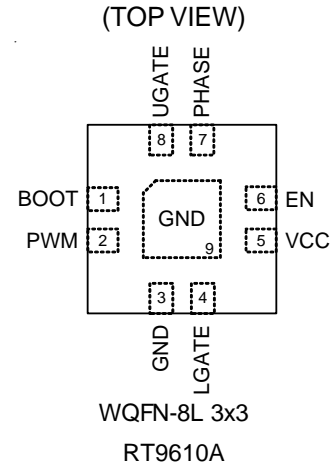 (TOP VIEW)
UGATE
PHASE
8
7
BOOT
1
6
EN
GND
PWM
2
5
VCC
9
3
4
GND
LGATE
WQFN-8L 3x3
RT9610A